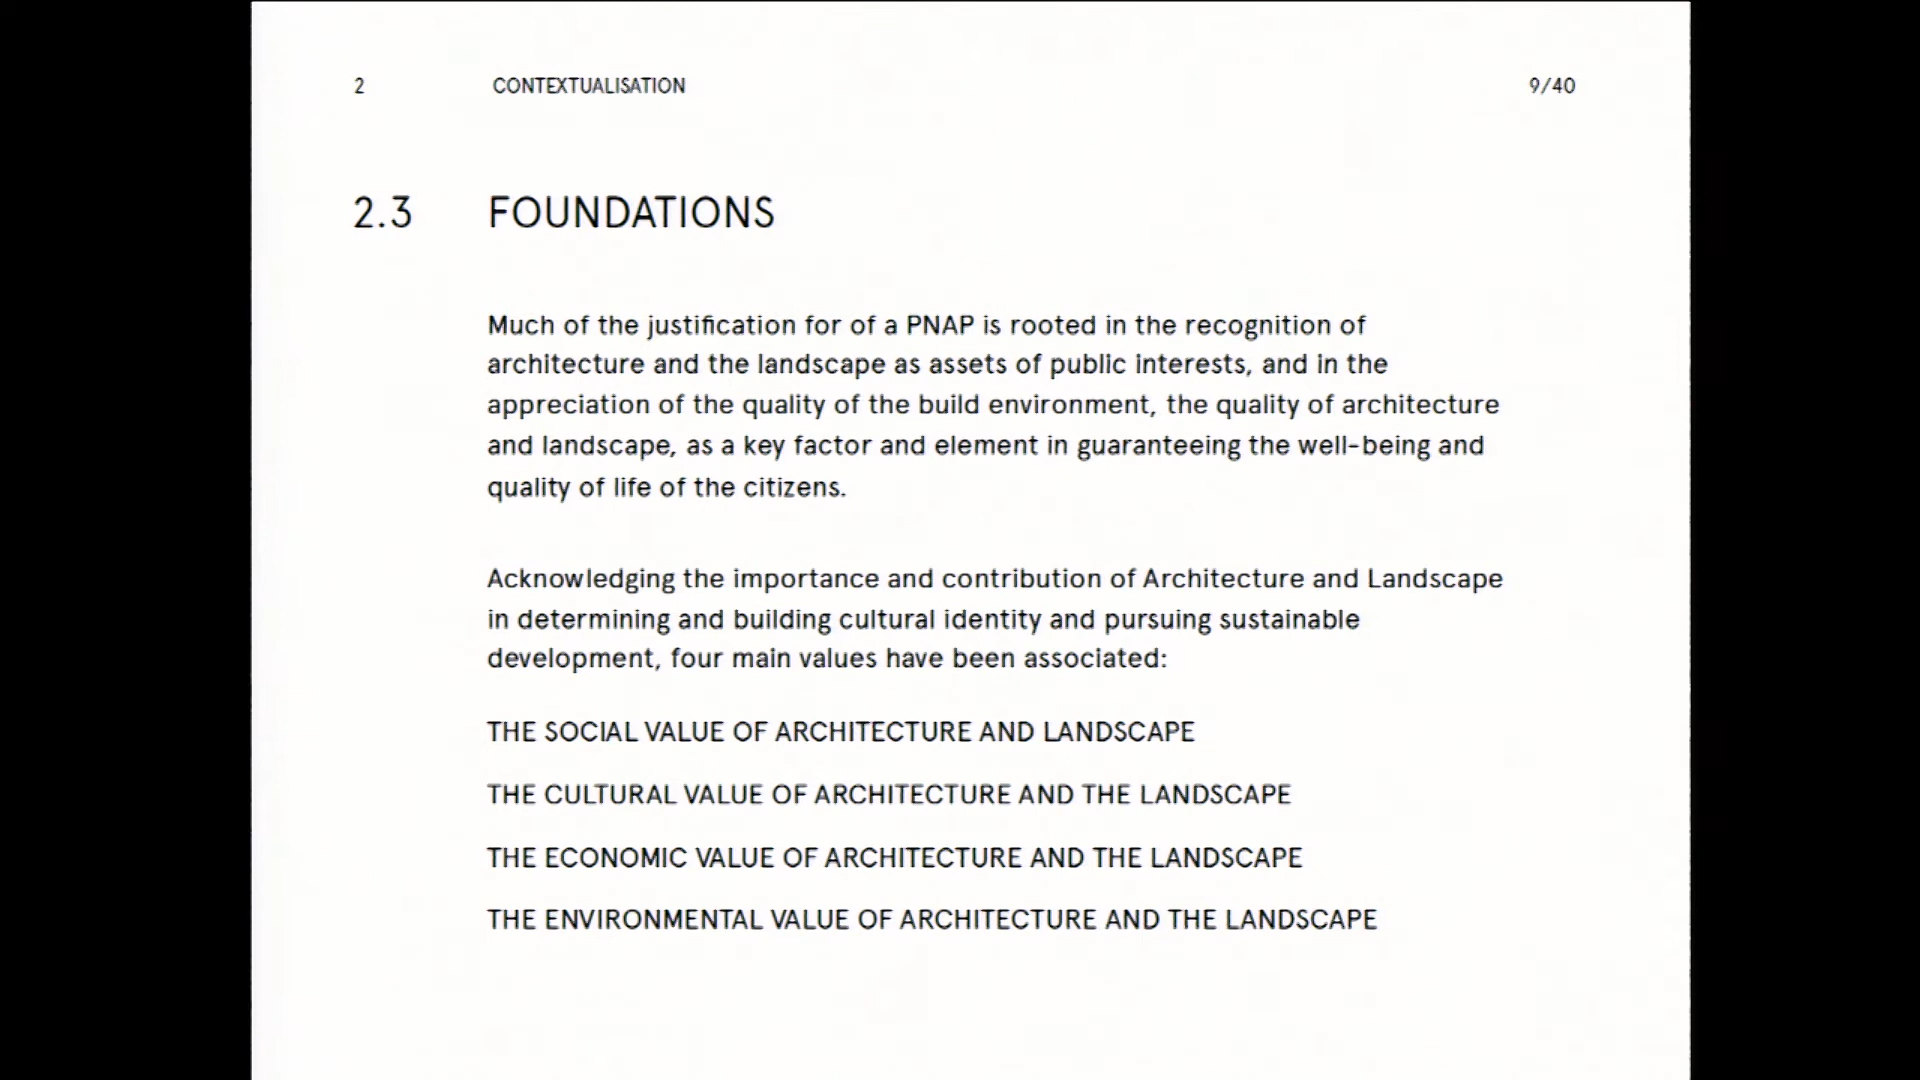 2 CONTEXTUALISATION 9/40
2.3 FOUNDATIONS
Much of the justification for of a PNAP is rooted in the recognition of
architecture and the landscape as assets of public interests, and in the
appreciation of the quality of the build environment, the quality of architecture
and landscape, as a key factor and element in guaranteeing the well-being and
quality of life of the citizens.
Acknowledging the importance and contribution of Architecture and Landscape
in determining and building cultural identity and pursuing sustainable
development, four main values have been associated:
THE SOCIAL VALUE OF ARCHITECTURE AND LANDSCAPE
THE CULTURAL VALUE OF ARCHITECTURE AND THE LANDSCAPE
THE ECONOMIC VALUE OF ARCHITECTURE AND THE LANDSCAPE
THE ENVIRONMENTAL VALUE OF ARCHITECTURE AND THE LANDSCAPE